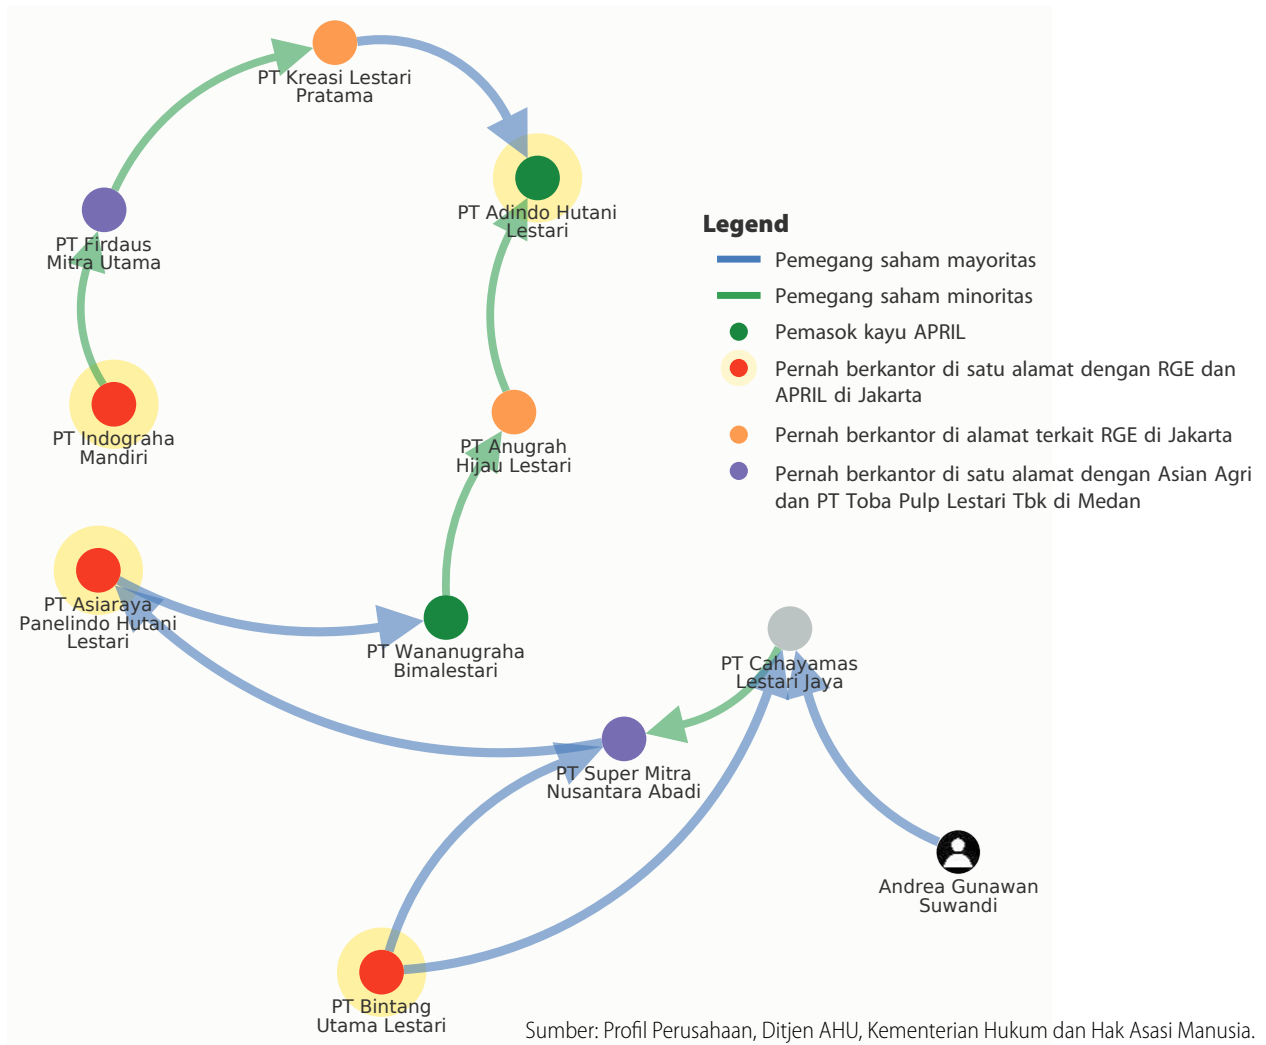 PT Kreasi Lestari
Pratama
PT Adindo Hutani
Lestari
PT Firdaus
Mitra Utama
PT Indograha
Mandiri
PT Anugrah
Hijau Lestari
Legend
Pemegang saham mayoritas
Pemegang saham minoritas
Pemasok kayu APRIL
Pernah berkantor di satu alamat dengan RGE dan
APRIL di Jakarta
Pernah berkantor di alamat terkait RGE di Jakarta
Pernah berkantor di satu alamat dengan Asian Agri
dan PT Toba Pulp Lestari Tbk di Medan
PT Asiaraya
Panelindo Hutani
Lestari
PT Wananugraha
Bimalestari
PT Cahayamas
Lestari Jaya
PT Super Mitra
Nusantara Abadi
Andrea Gunawan
Suwandi
PT Bintang
Utama Lestari
Sumber: Profil Perusahaan, Ditjen AHU, Kementerian Hukum dan Hak Asasi Manusia.